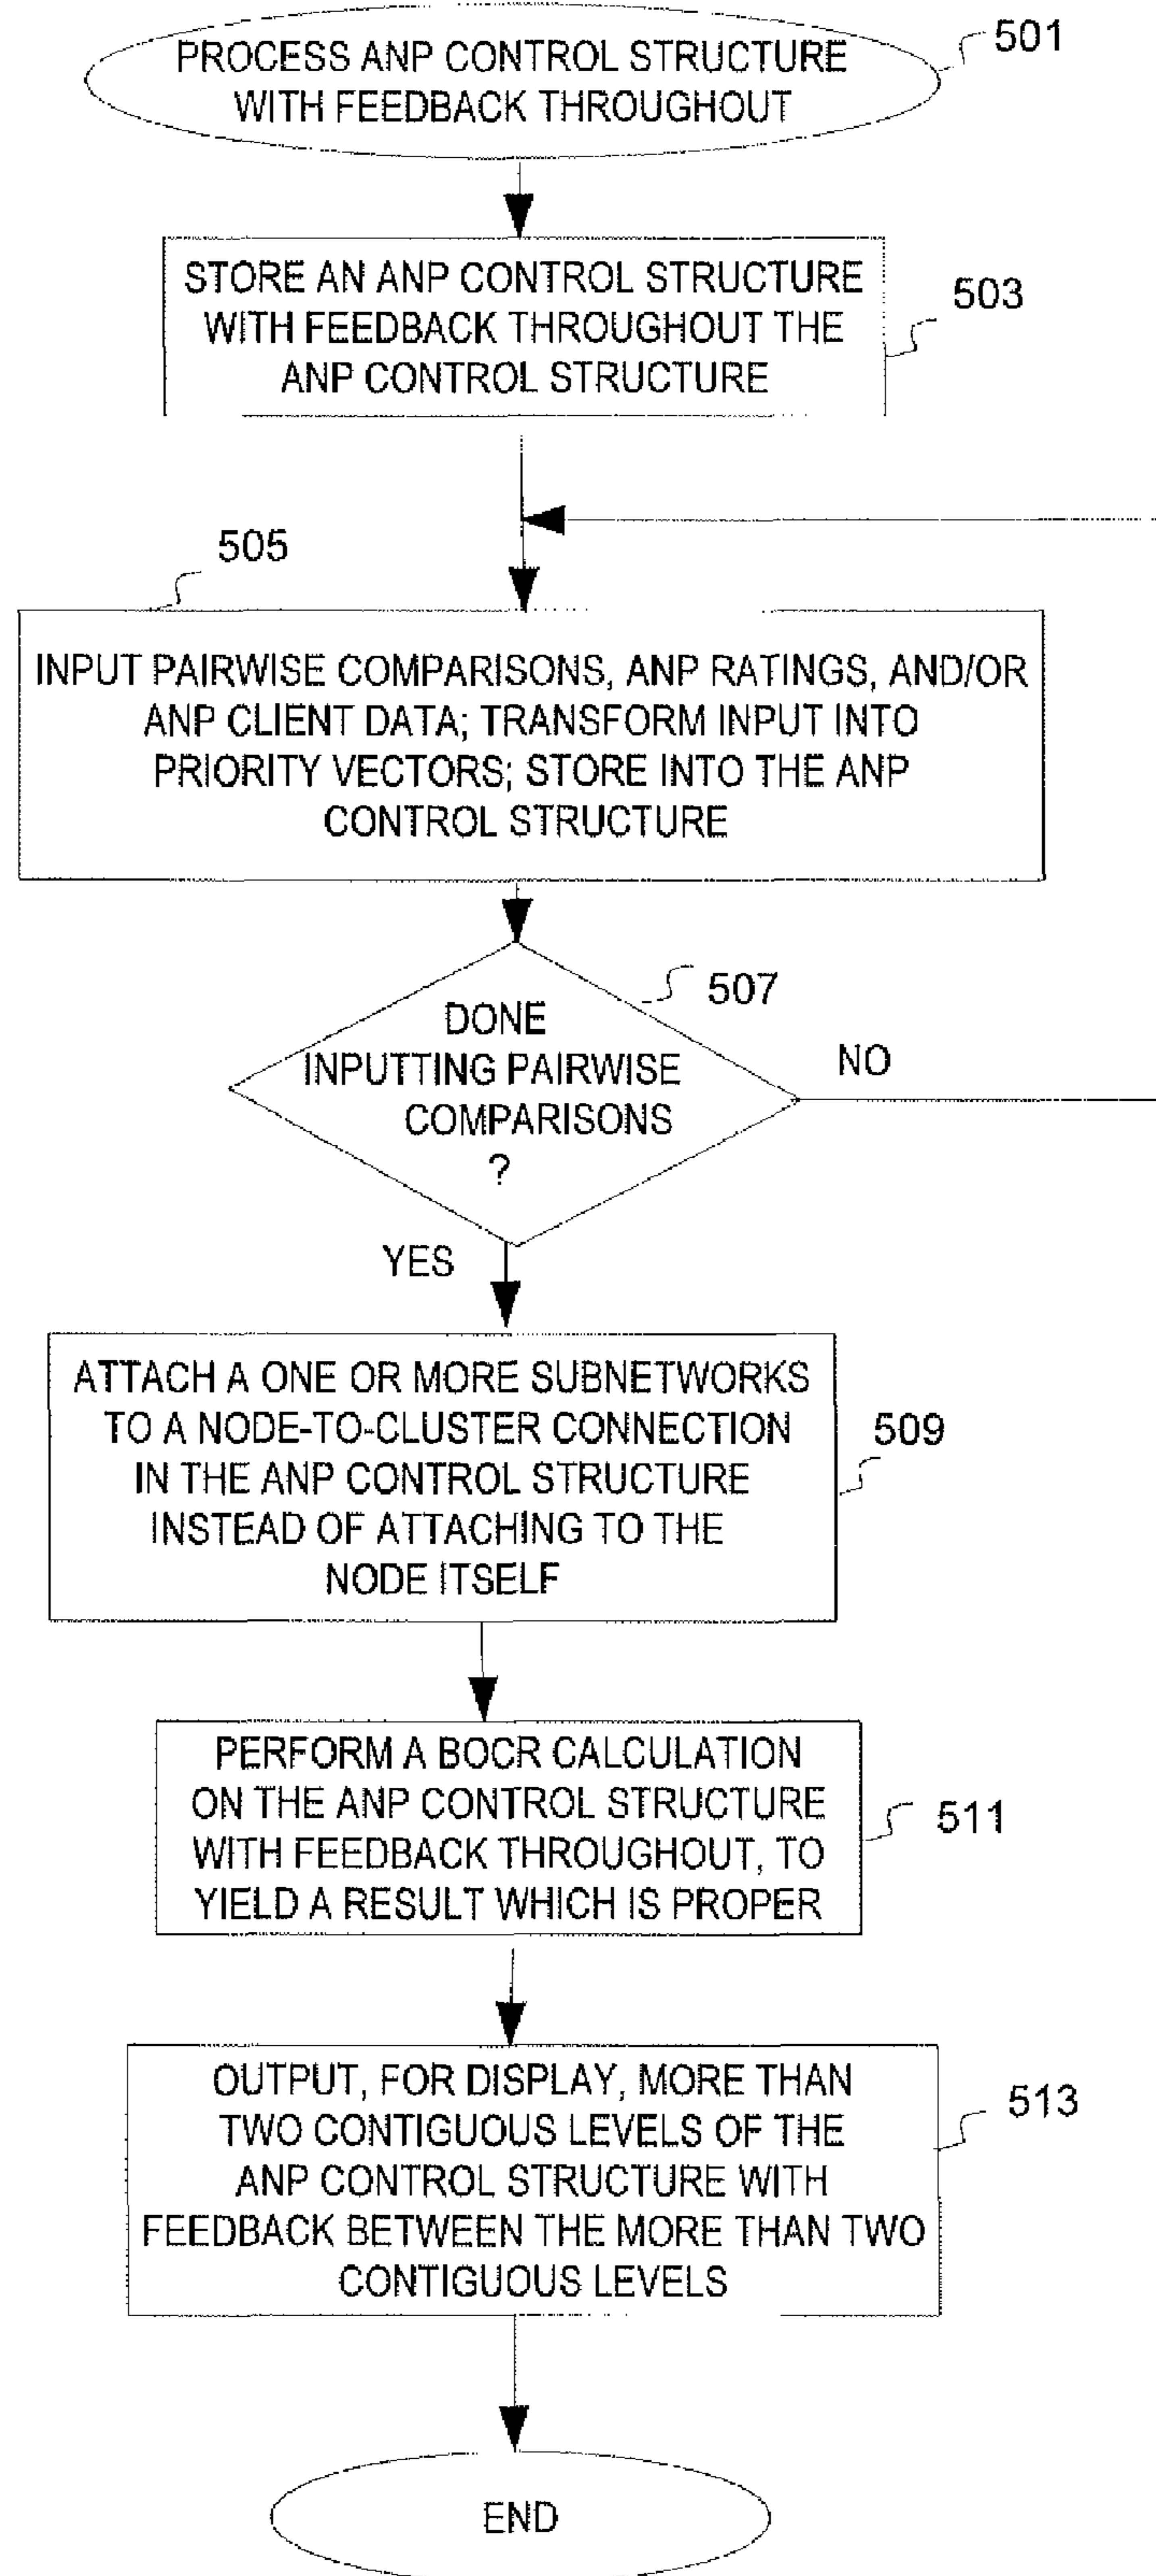 PROCESS ANP CONTROL STRUCTURE
WITH FEEDBACK THROUGHOUT
501
STORE AN ANP CONTROL STRUCTURE
WITH FEEDBACK THROUGHOUT THE
ANP CONTROL STRUCTURE
503
505
INPUT PAIRWISE COMPARISONS, ANP RATINGS, AND/OR
ANP CLIENT DATA; TRANSFORM INPUT INTO
PRIORITY VECTORS; STORE INTO THE ANP
CONTROL STRUCTURE
507
DONE
INPUTTING PAIRWISE
COMPARISONS
?
NO
YES
ATTACH A ONE OR MORE SUBNETWORKS
TO A NODE-TO-CLUSTER CONNECTION
IN THE ANP CONTROL STRUCTURE
INSTEAD OF ATTACHING TO THE
NODE ITSELF
509
PERFORM A BOCR CALCULATION
ON THE ANP CONTROL STRUCTURE
WITH FEEDBACK THROUGHOUT, TO
YIELD A RESULT WHICH IS PROPER
511
OUTPUT, FOR DISPLAY, MORE THAN
TWO CONTIGUOUS LEVELS OF THE
ANP CONTROL STRUCTURE WITH
FEEDBACK BETWEEN THE MORE THAN TWO
CONTIGUOUS LEVELS
513
END